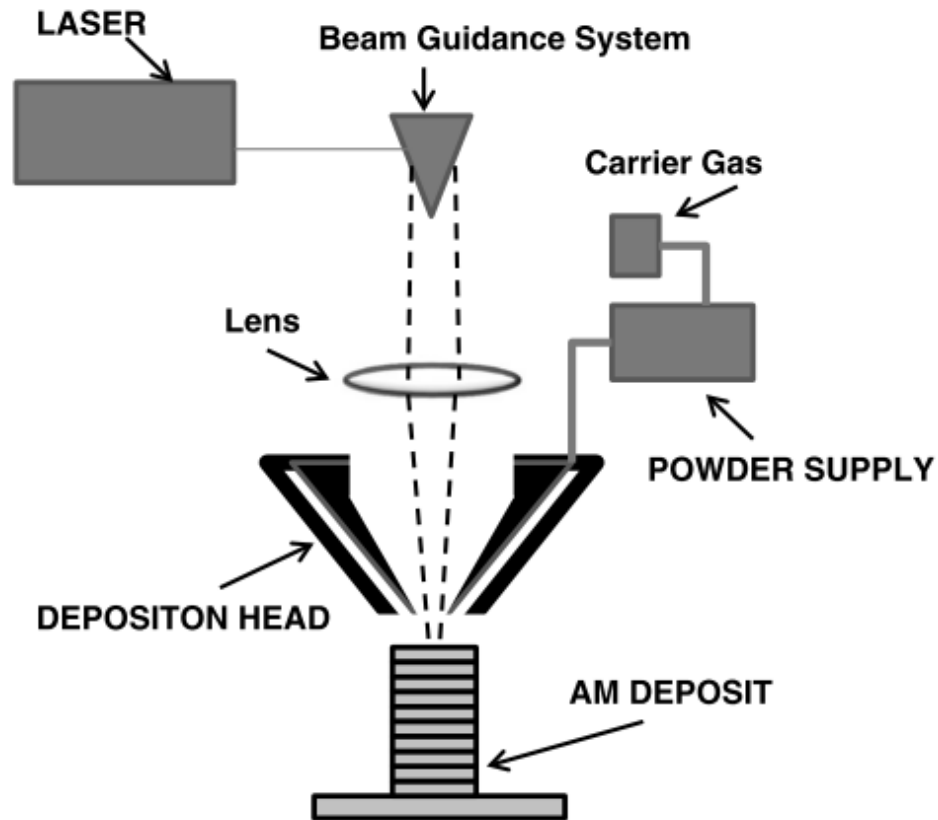 LASER
Beam Guidance System
Carrier Gas
Lens
POWDER SUPPLY
DEPOSITON HEAD
AM DEPOSIT